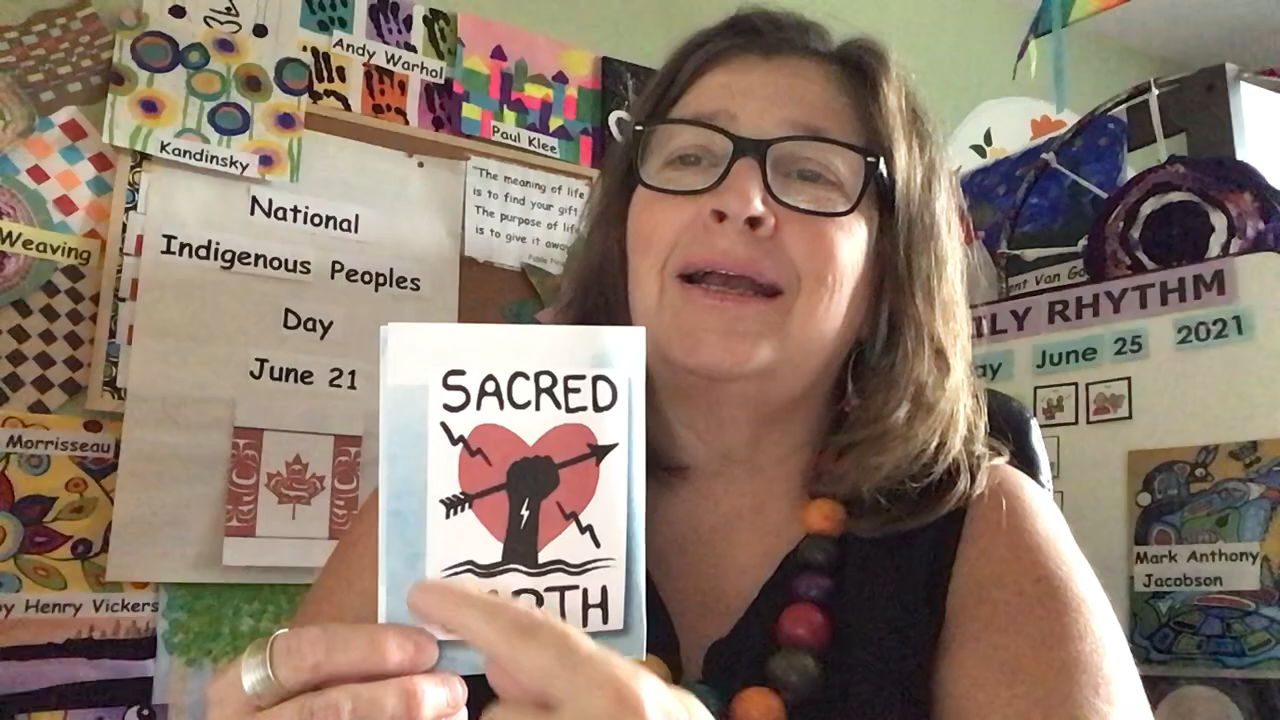 Andy Warhol
Paul Klee
Kandinsky
National
Indigenous Peoples
Day
June 21
"The meaning of life
is to find your gift
The purpose of life
is to give it away
Weaving
Morrisseau
Henry Vickers
SACRED
RHYTHM
June 25 2021
Mark Anthony
Jacobson